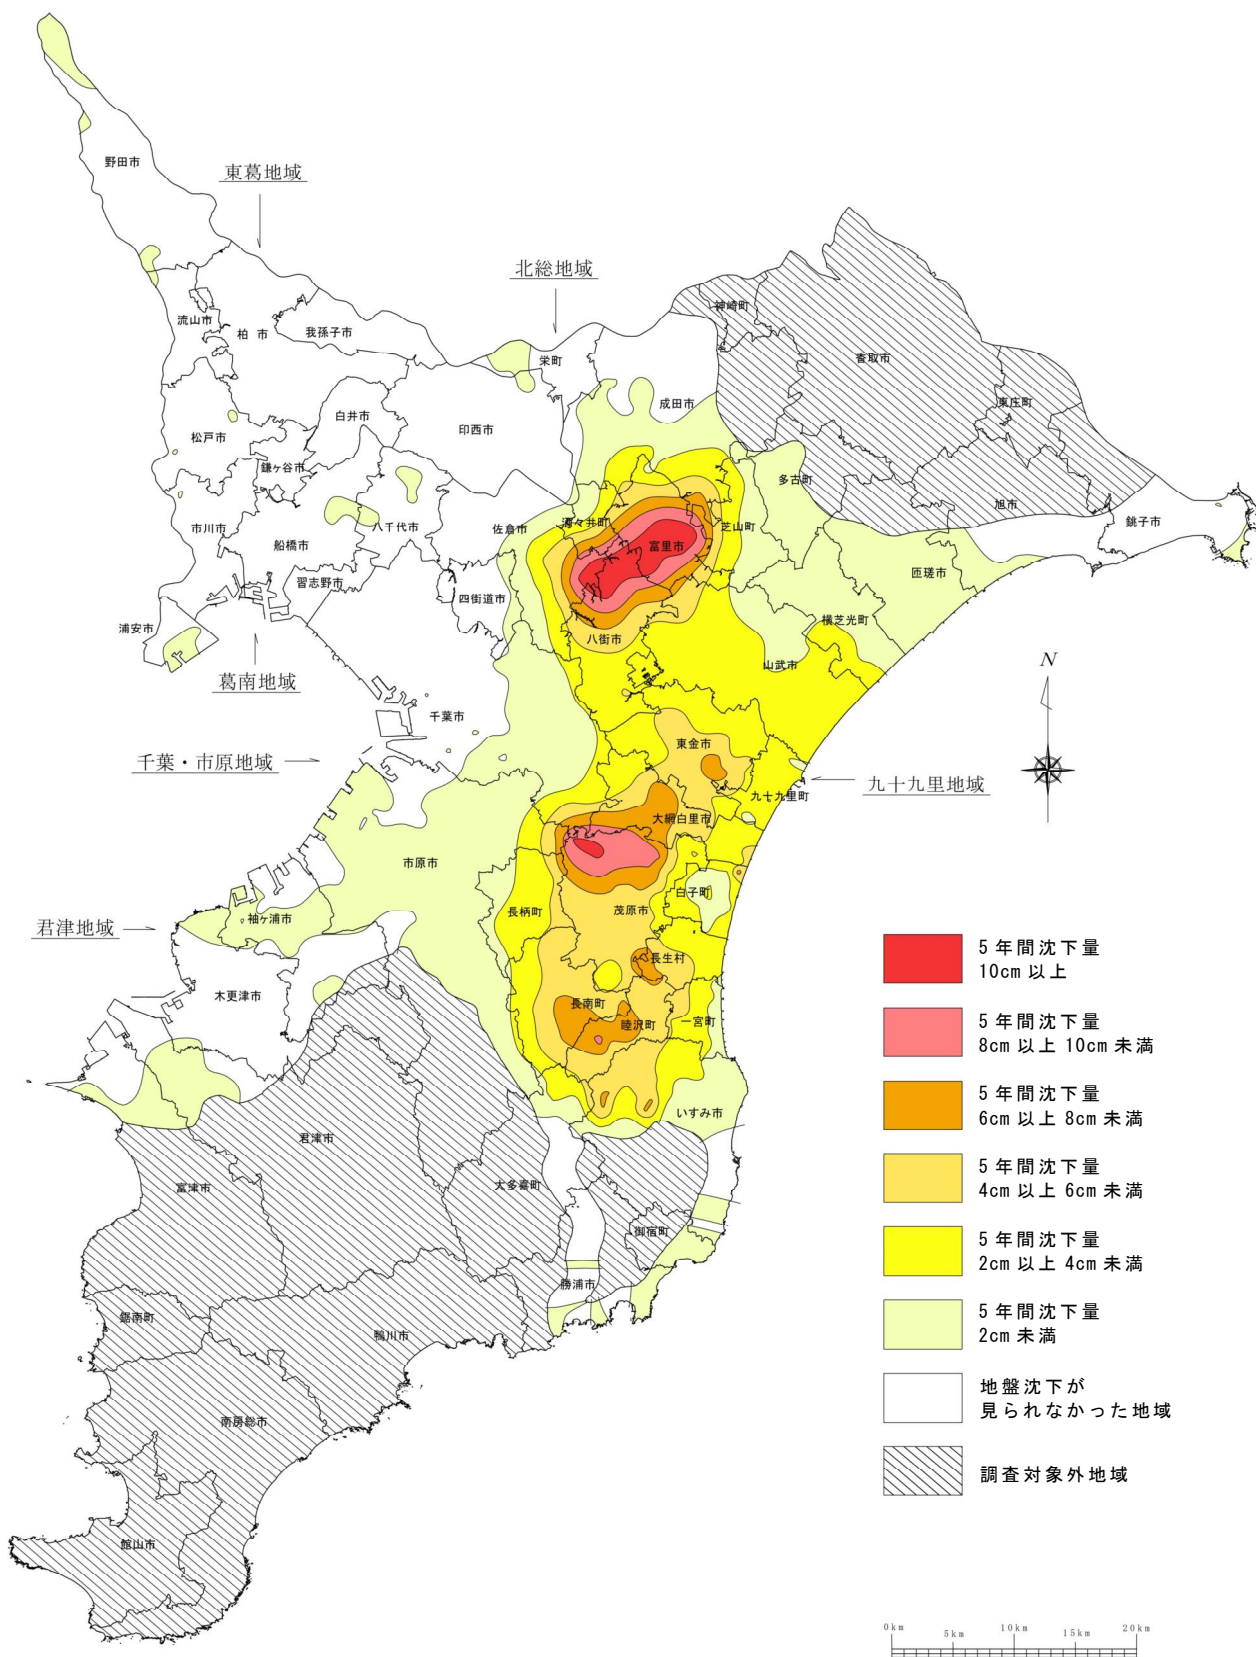 野田市
東葛地域
北総地域
神崎町
香取市
流山市
柏 市
我孫子市
栄町
成田市
東庄町
松戸市
白井市
印西市
鎌ヶ谷市
多古町
旭市
銚子市
市川市
船橋市
八千代市
佐倉市
酒々井町
芝山町
富里市
匝瑳市
習志野市
四街道市
横芝光町
浦安市
八街市
山武市
葛南地域
N
千葉市
東金市
千葉・市原地域
九十九里町
九十九里地域
大網白里市
市原市
白子町
長柄町
茂原市
袖ケ浦市
君津地域
長生村
木更津市
長南町
睦沢町
一宮町
いすみ市
君津市
富津市
大多喜町
御宿町
勝浦市
鋸南町
鴨川市
南房総市
館山市
5年間沈下量
10cm以上
5年間沈下量
8cm以上10cm未満
5年間沈下量
6cm以上8cm未満
5年間沈下量
4cm以上6cm未満
5年間沈下量
2cm以上4cm未満
5年間沈下量
2cm未満
地盤沈下が
見られなかった地域
調査対象外地域
0km 5km 10km 15km 20km